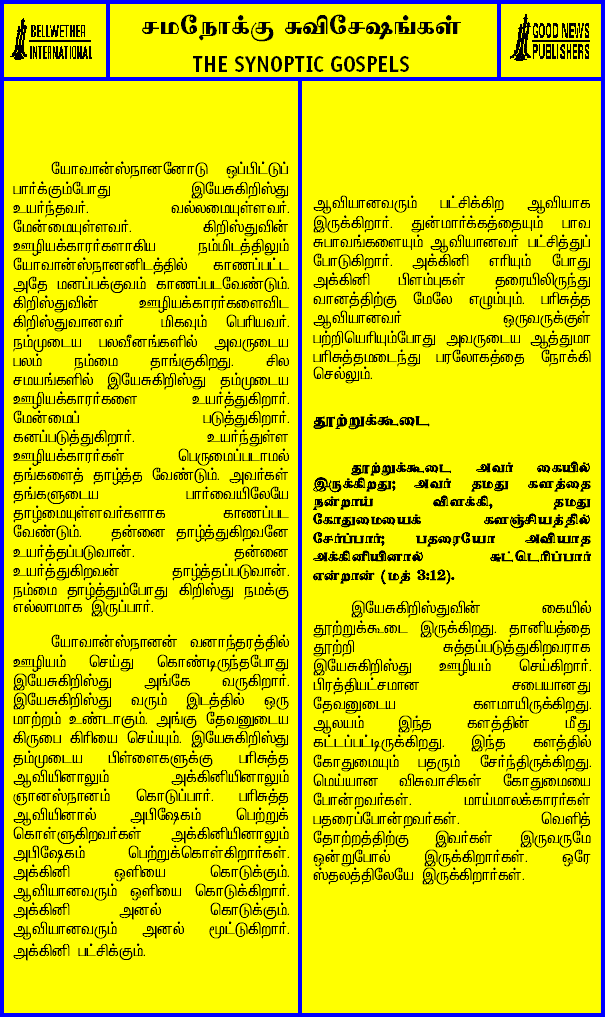 BELLWETHER
INTERNATIONAL
சமநோக்கு சுவிசேஷங்கள்
THE SYNOPTIC GOSPELS
GOOD NEWS
PUBLISHERS
யோவான்ஸ்நானனோடு ஒப்பிட்டுப்
பார்க்கும்போது இயேசுகிறிஸ்து
உயர்ந்தவர். வல்லமையுள்ளவர்.
மேன்மையுள்ளவர். கிறிஸ்துவின்
ஊழியக்காரர்களாகிய நம்மிடத்திலும்
யோவான்ஸ்நானனிடத்தில் காணப்பட்ட
அதே மனப்பக்குவம் காணப்படவேண்டும்.
கிறிஸ்துவின் ஊழியக்காரர்களைவிட
கிறிஸ்துவானவர் மிகவும் பெரியவர்.
நம்முடைய பலவீனங்களில் அவருடைய
பலம் நம்மை தாங்குகிறது. சில
சமயங்களில் இயேசுகிறிஸ்து தம்முடைய
ஊழியக்காரர்களை உயர்த்துகிறார்.
மேன்மைப் படுத்துகிறார்.
கனப்படுத்துகிறார். உயர்ந்துள்ள
ஊழியக்காரர்கள் பெருமைப்படாமல்
தங்களைத் தாழ்த்த வேண்டும். அவர்கள்
தங்களுடைய பார்வையிலேயே
தாழ்மையுள்ளவர்களாக காணப்பட
வேண்டும். தன்னை தாழ்த்துகிறவனே
உயர்த்தப்படுவான். தன்னை
உயர்த்துகிறவன் தாழ்த்தப்படுவான்.
நம்மை தாழ்த்தும்போது கிறிஸ்து நமக்கு
எல்லாமாக இருப்பார்.
யோவான்ஸ்நானன் வனாந்தரத்தில்
ஊழியம் செய்து கொண்டிருந்தபோது
இயேசுகிறிஸ்து அங்கே வருகிறார்.
இயேசுகிறிஸ்து வரும் இடத்தில் ஒரு
மாற்றம் உண்டாகும். அங்கு தேவனுடைய
கிருபை கிரியை செய்யும். இயேசுகிறிஸ்து
தம்முடைய பிள்ளைகளுக்கு பரிசுத்த
ஆவியினாலும் அக்கினியினாலும்
ஞானஸ்நானம் கொடுப்பார். பரிசுத்த
ஆவியினால் அபிஷேகம் பெற்றுக்
கொள்ளுகிறவர்கள் அக்கினியினாலும்
அபிஷேகம் பெற்றுக்கொள்கிறார்கள்.
அக்கினி ஒளியை கொடுக்கும்.
ஆவியானவரும் ஒளியை கொடுக்கிறார்.
அக்கினி அனல் கொடுக்கும்.
ஆவியானவரும் அனல் மூட்டுகிறார்.
அக்கினி பட்சிக்கும்.
ஆவியானவரும் பட்சிக்கிற ஆவியாக
இருக்கிறார். துன்மார்க்கத்தையும் பாவ
சுபாவங்களையும் ஆவியானவர் பட்சித்துப்
போடுகிறார். அக்கினி எரியும் போது
அக்கினி பிளம்புகள் தரையிலிருந்து
வானத்திற்கு மேலே எழும்பும். பரிசுத்த
ஆவியானவர் ஒருவருக்குள்
பற்றியெரியும்போது அவருடைய ஆத்துமா
பரிசுத்தமடைந்து பரலோகத்தை நோக்கி
செல்லும்.
தூற்றுக்கூடை
தூற்றுக்கூடை அவர் கையில்
இருக்கிறது; அவர் தமது களத்தை
நன்றாய் விளக்கி, தமது
கோதுமையைக் களஞ்சியத்தில்
சேர்ப்பார்; பதரையோ அவியாத
அக்கினியினால் சுட்டெரிப்பார்
என்றான் (மத் 3:12).
இயேசுகிறிஸ்துவின் கையில்
தூற்றுக்கூடை இருக்கிறது. தானியத்தை
தூற்றி சுத்தப்படுத்துகிறவராக
இயேசுகிறிஸ்து ஊழியம் செய்கிறார்.
பிரத்தியட்சமான சபையானது
தேவனுடைய களமாயிருக்கிறது.
ஆலயம் இந்த களத்தின் மீது
கட்டப்பட்டிருக்கிறது. இந்த களத்தில்
கோதுமையும் பதரும் சேர்ந்திருக்கிறது.
மெய்யான விசுவாசிகள் கோதுமையை
போன்றவர்கள். மாய்மாலக்காரர்கள்
பதரைப்போன்றவர்கள். வெளித்
தோற்றத்திற்கு இவர்கள் இருவருமே
ஒன்றுபோல் இருக்கிறார்கள். ஒரே
ஸ்தலத்திலேயே இருக்கிறார்கள்.